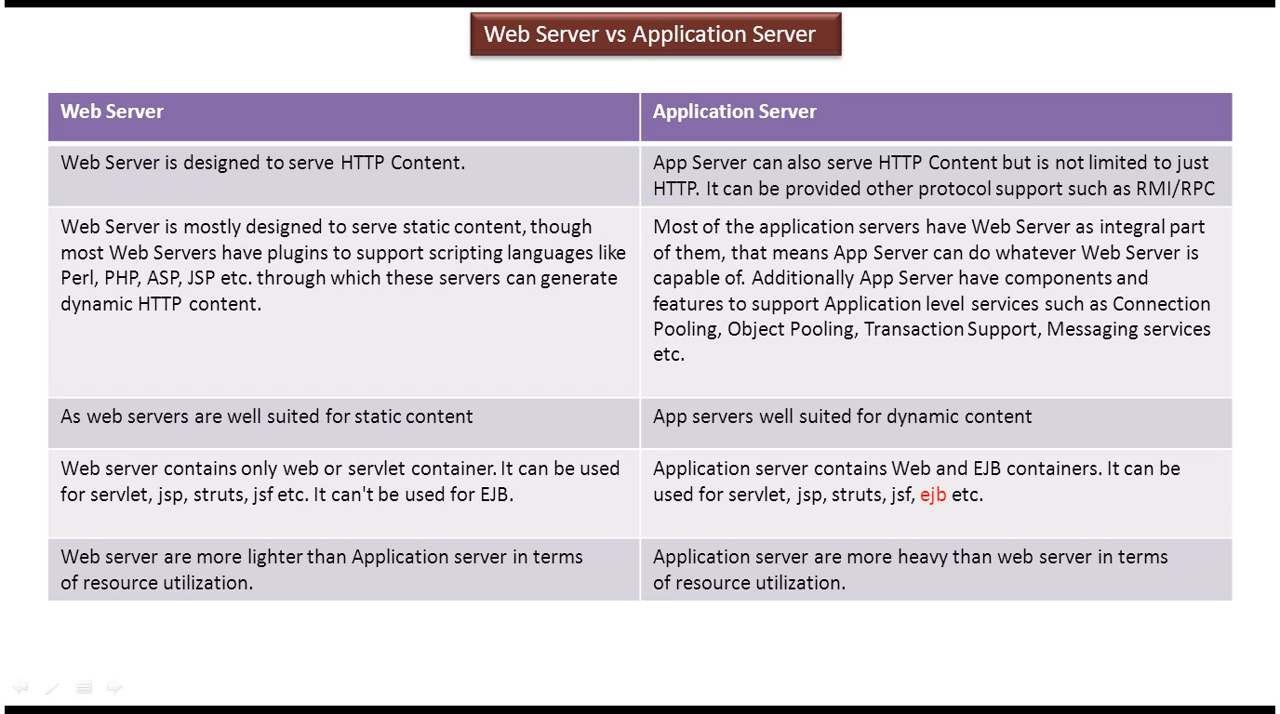 Web Server vs Application Server
Web Server
Application Server
Web Server is designed to serve HTTP Content.
App Server can also serve HTTP Content but is not limited to just
HTTP. It can be provided other protocol support such as RMI/RPC
Web Server is mostly designed to serve static content, though
most Web Servers have plugins to support scripting languages like
Perl, PHP, ASP, JSP etc. through which these servers can generate
dynamic HTTP content.
Most of the application servers have Web Server as integral part
of them, that means App Server can do whatever Web Server is
capable of. Additionally App Server have components and
features to support Application level services such as Connection
Pooling, Object Pooling, Transaction Support, Messaging services
etc.
As web servers are well suited for static content
App servers well suited for dynamic content
Web server contains only web or servlet container. It can be used
for servlet, jsp, struts, jsf etc. It can't be used for EJB.
Application server contains Web and EJB containers. It can be
used for servlet, jsp, struts, jsf, ejb etc.
Web server are more lighter than Application server in terms
of resource utilization.
Application server are more heavy than web server in terms
of resource utilization.